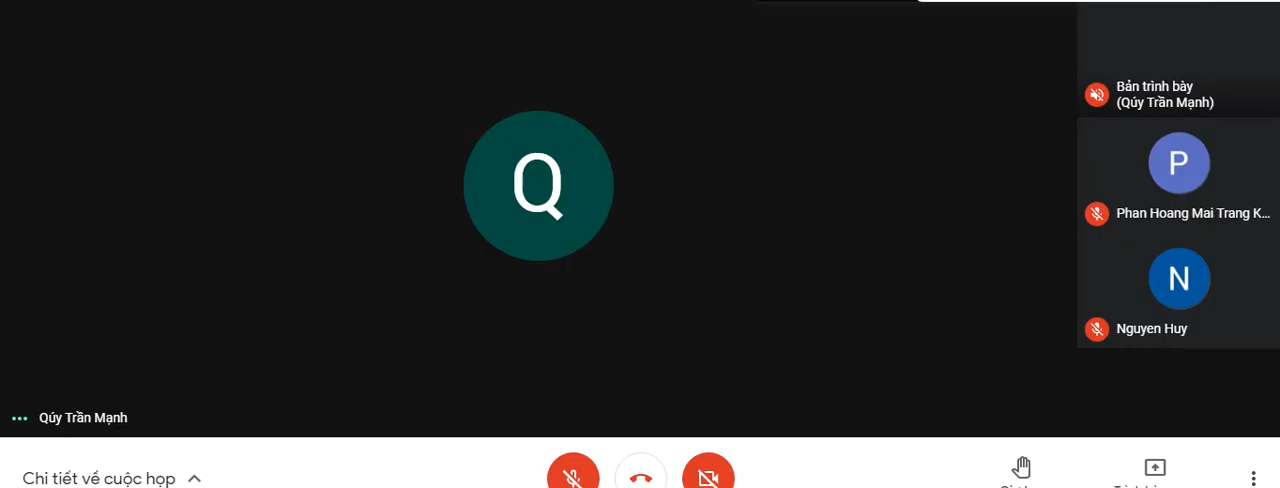 Bản trình bày
(Qúy Trần Mạnh)
Q
P
Phan Hoang Mai Trang K...
N
Nguyen Huy
Qúy Trần Mạnh
Chi tiết về cuộc họp